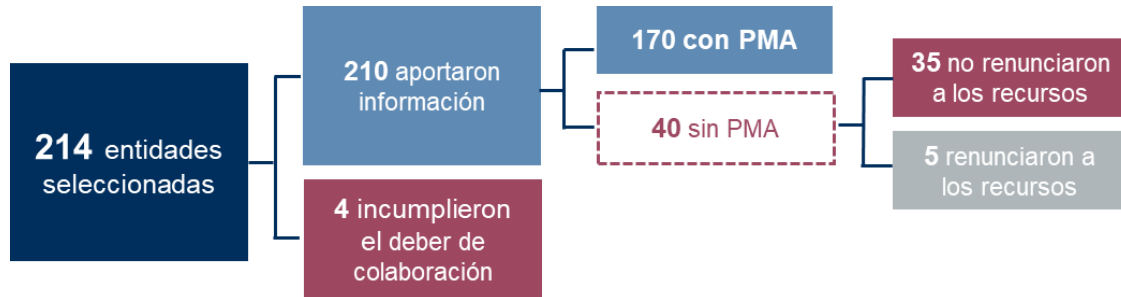 214 entidades
seleccionadas
210 aportaron
información
4 incumplieron
el deber de
colaboración
170 con PMA
40 sin PMA
35 no renunciaron
a los recursos
5 renunciaron a
los recursos